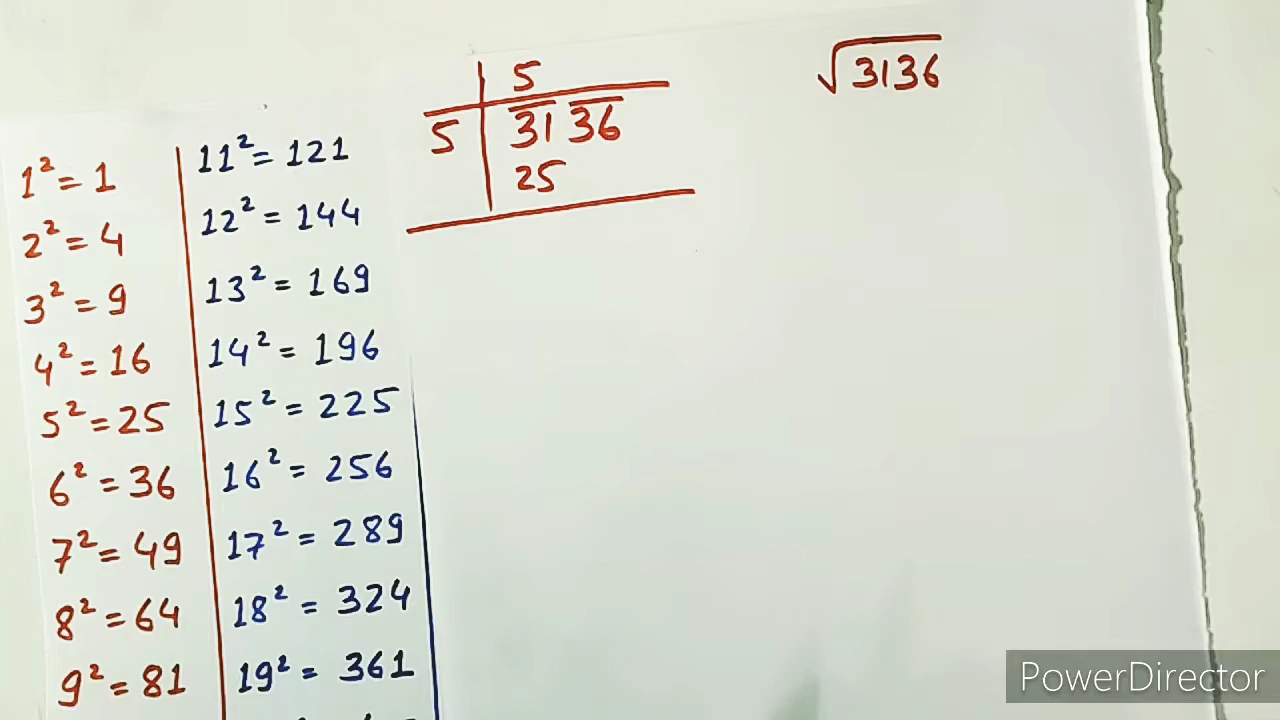 1² = 1
2² = 4
3² = 9
4² = 16
5² = 25
6² = 36
7² = 49
8² = 64
9² = 81
11² = 121
12² = 144
13² = 169
14² = 196
15² = 225
16² = 256
17² = 289
18² = 324
19² = 361
5
5 31 36
25
√3136
PowerDirector